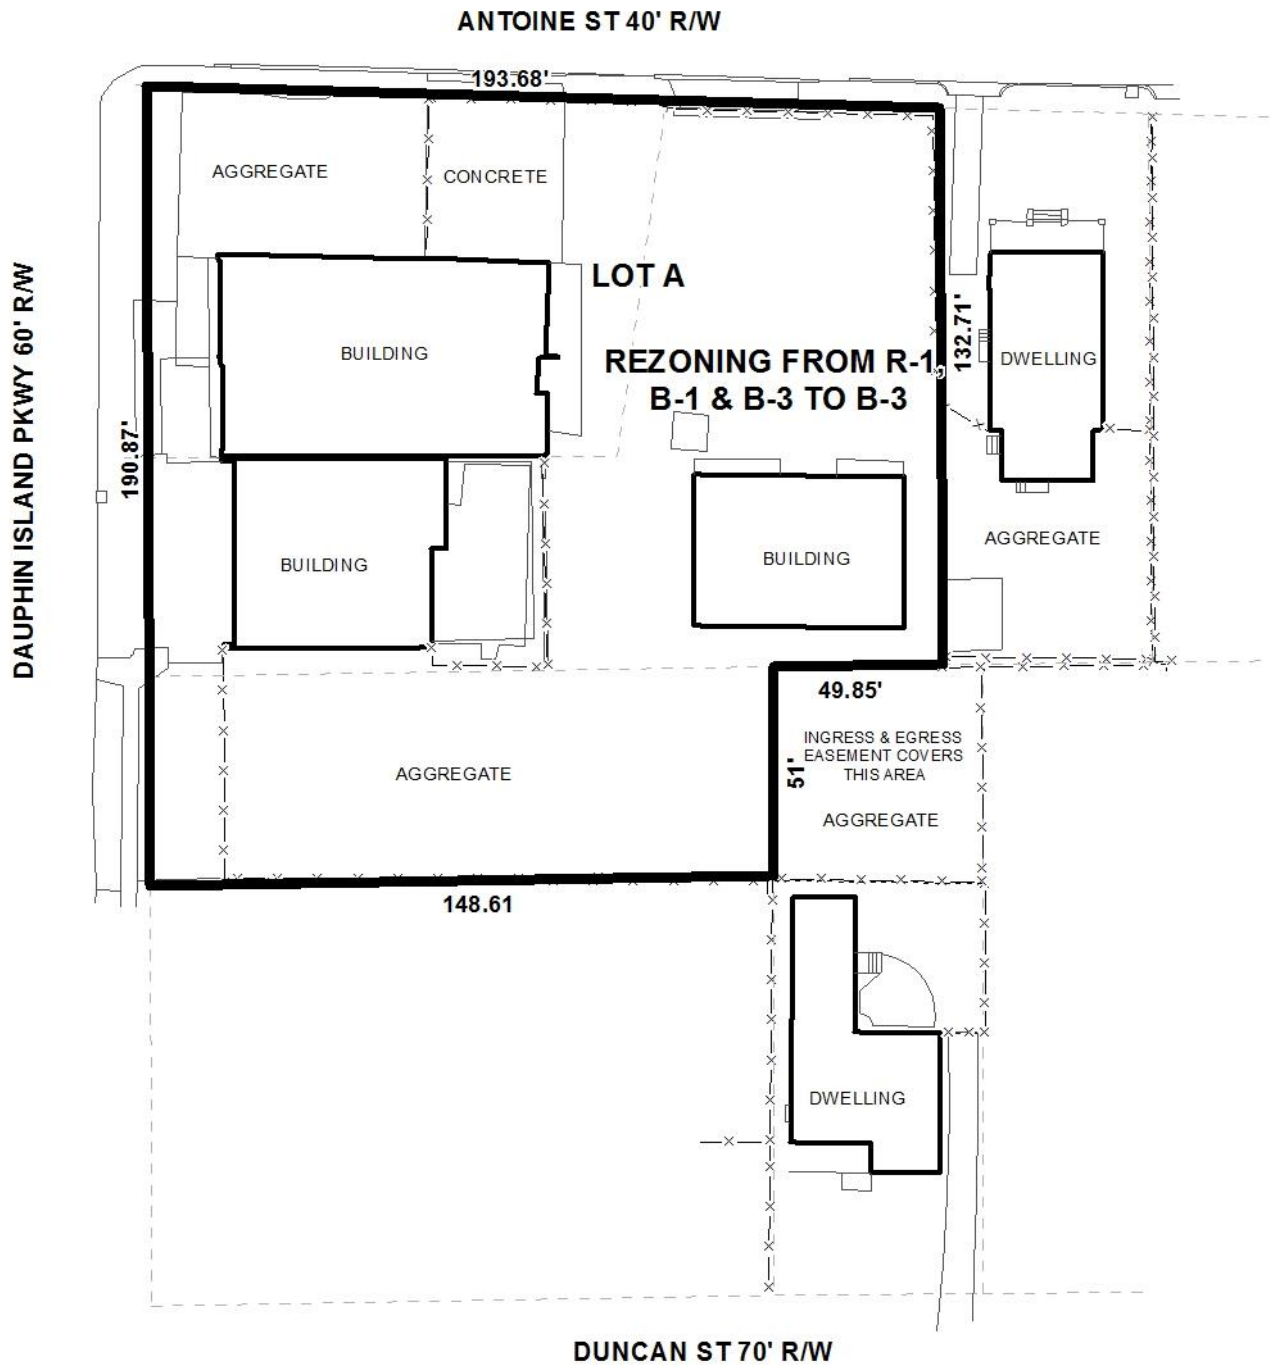 ANTOINE ST 40' R/W
193.68'
AGGREGATE
CONCRETE
LOT A
DAUPHIN ISLAND PKWY 60' R/W
190.87'
BUILDING
REZONING FROM R-1,
B-1 & B-3 TO B-3
132.71'
DWELLING
BUILDING
BUILDING
AGGREGATE
49.85'
INGRESS & EGRESS
EASEMENT COVERS
THIS AREA
51'
AGGREGATE
AGGREGATE
148.61
DWELLING
DUNCAN ST 70' R/W